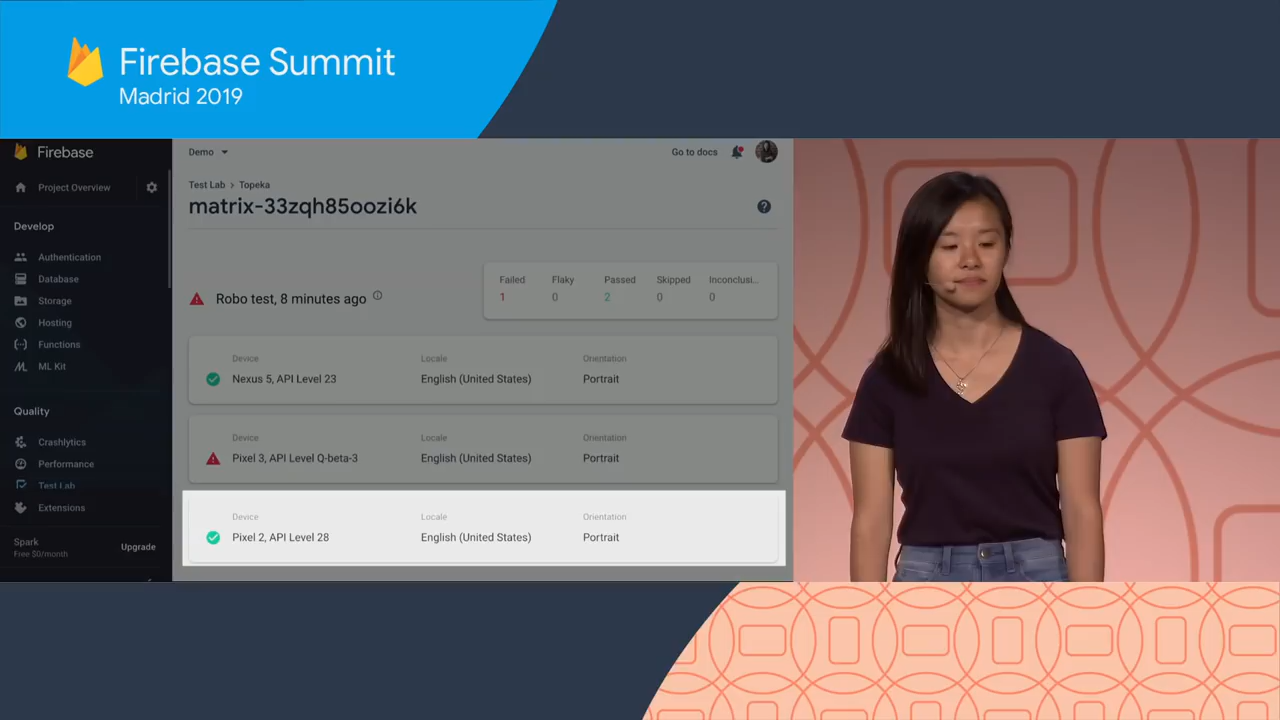 Firebase Summit
Madrid 2019
Firebase
Project Overview
Develop
Authentication
Database
Storage
Hosting
Functions
ML Kit
Quality
Crashlytics
Performance
Test Lab
Extensions
Spark
Free $0/month
Upgrade
Demo
Go to docs
Test Lab > Topeka
matrix-33zqh85oozi6k
Robo test, 8 minutes ago
Failed Flaky Passed Skipped Inconclusi...
1 0 2 0 0
Device Locale Orientation
Nexus 5, API Level 23 English (United States) Portrait
Device Locale Orientation
Pixel 3, API Level Q-beta-3 English (United States) Portrait
Device Locale Orientation
Pixel 2, API Level 28 English (United States) Portrait